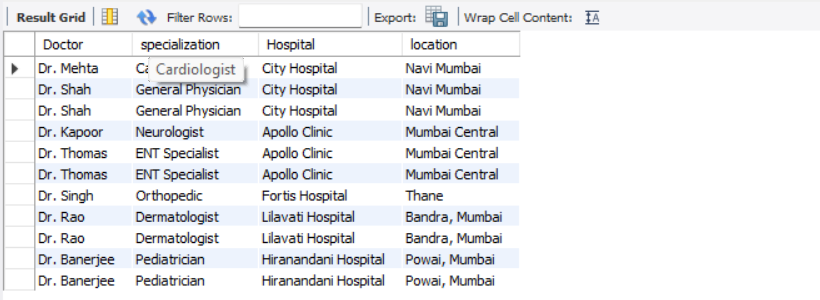 Result Grid Filter Rows: Export: Wrap Cell Content: IA
Doctor specialization Hospital location
Dr. Mehta Ca Cardiologist City Hospital Navi Mumbai
Dr. Shah General Physician City Hospital Navi Mumbai
Dr. Shah General Physician City Hospital Navi Mumbai
Dr. Kapoor Neurologist Apollo Clinic Mumbai Central
Dr. Thomas ENT Specialist Apollo Clinic Mumbai Central
Dr. Thomas ENT Specialist Apollo Clinic Mumbai Central
Dr. Singh Orthopedic Fortis Hospital Thane
Dr. Rao Dermatologist Lilavati Hospital Bandra, Mumbai
Dr. Rao Dermatologist Lilavati Hospital Bandra, Mumbai
Dr. Banerjee Pediatrician Hiranandani Hospital Powai, Mumbai
Dr. Banerjee Pediatrician Hiranandani Hospital Powai, Mumbai